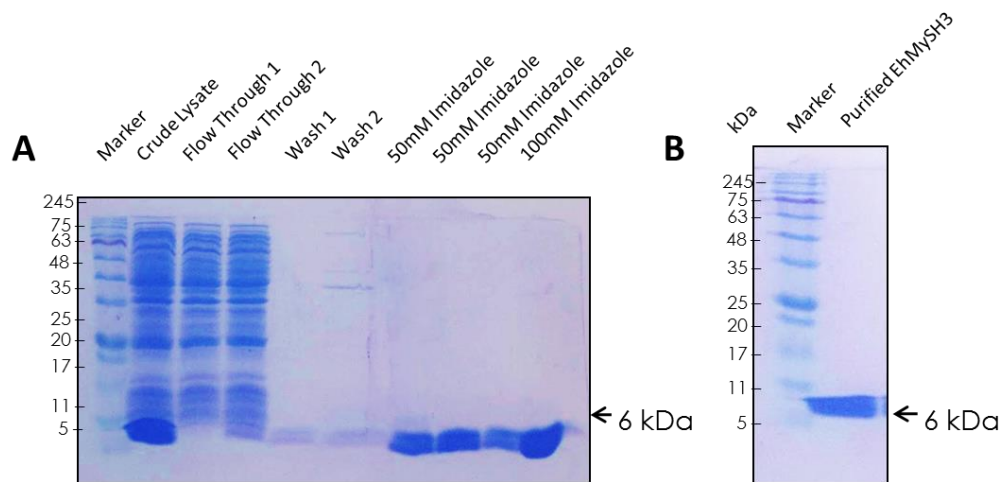 A
Marker
Crude Lysate
Flow Through 1
Flow Through 2
Wash 1
Wash 2
50mM Imidazole
50mM Imidazole
50mM Imidazole
100mM Imidazole
245
75
63
48
35
25
20
17
11
5
6 kDa
B
kDa
Marker
Purified EhMySH3
245
75
63
48
35
25
20
17
11
5
6 kDa